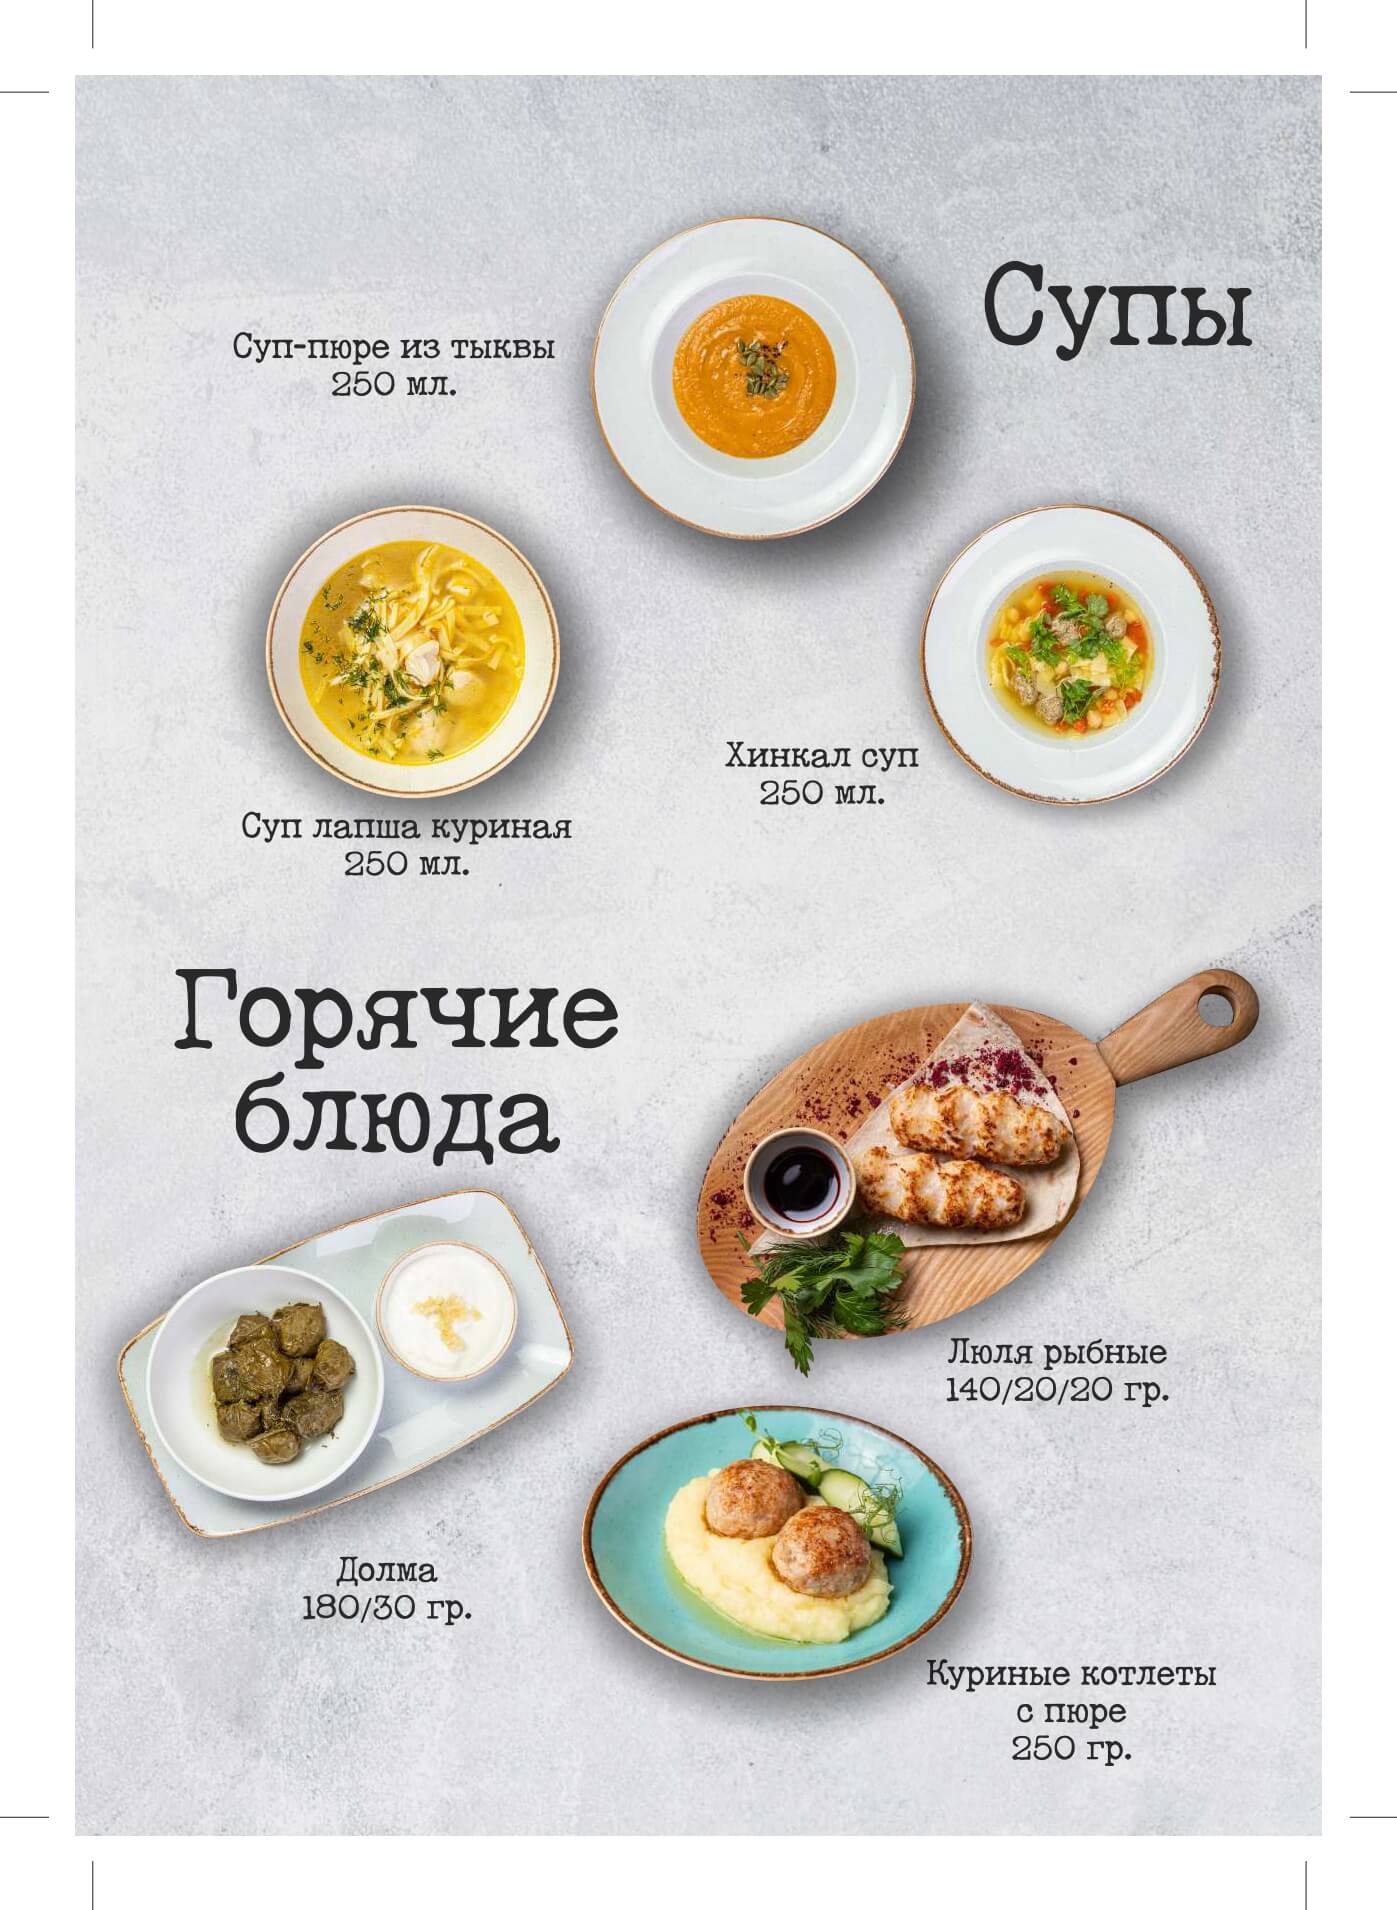 Супы
Суп-пюре из тыквы
250 мл.
Суп лапша куриная
250 мл.
Хинкал суп
250 мл.
Горячие
блюда
Люля рыбные
140/20/20 гр.
Долма
180/30 гр.
Куриные котлеты
с пюре
250 гр.